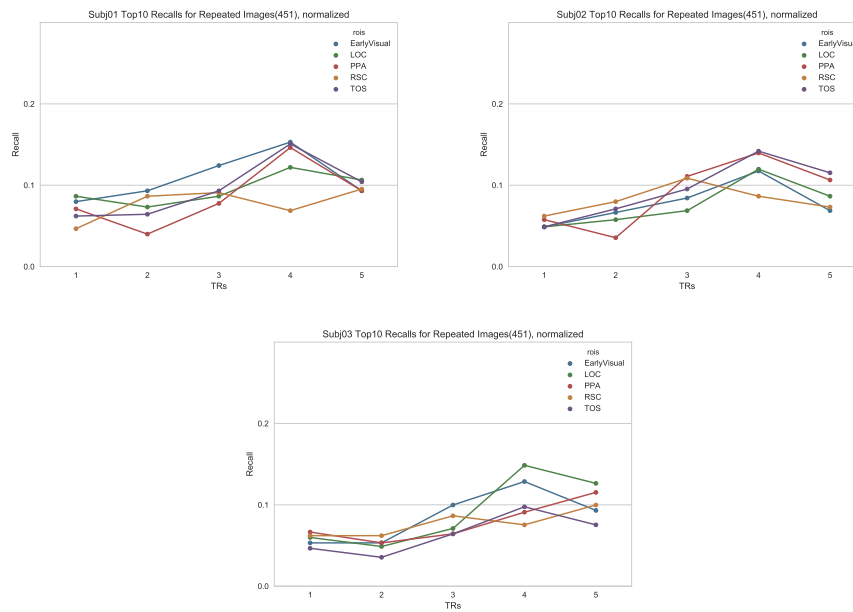 Subj01 Top10 Recalls for Repeated Images(451), normalized
rois
EarlyVisual
LOC
PPA
RSC
TOS
0.2
0.1
0.0
Recall
1 2 3 4 5
TRs
Subj02 Top10 Recalls for Repeated Images(451), normalized
rois
EarlyVisua
LOC
PPA
RSC
TOS
0.2
0.1
0.0
Recall
1 2 3 4 5
TRs
Subj03 Top10 Recalls for Repeated Images(451), normalized
rois
EarlyVisual
LOC
PPA
RSC
TOS
0.2
0.1
0.0
Recall
1 2 3 4 5
TRs